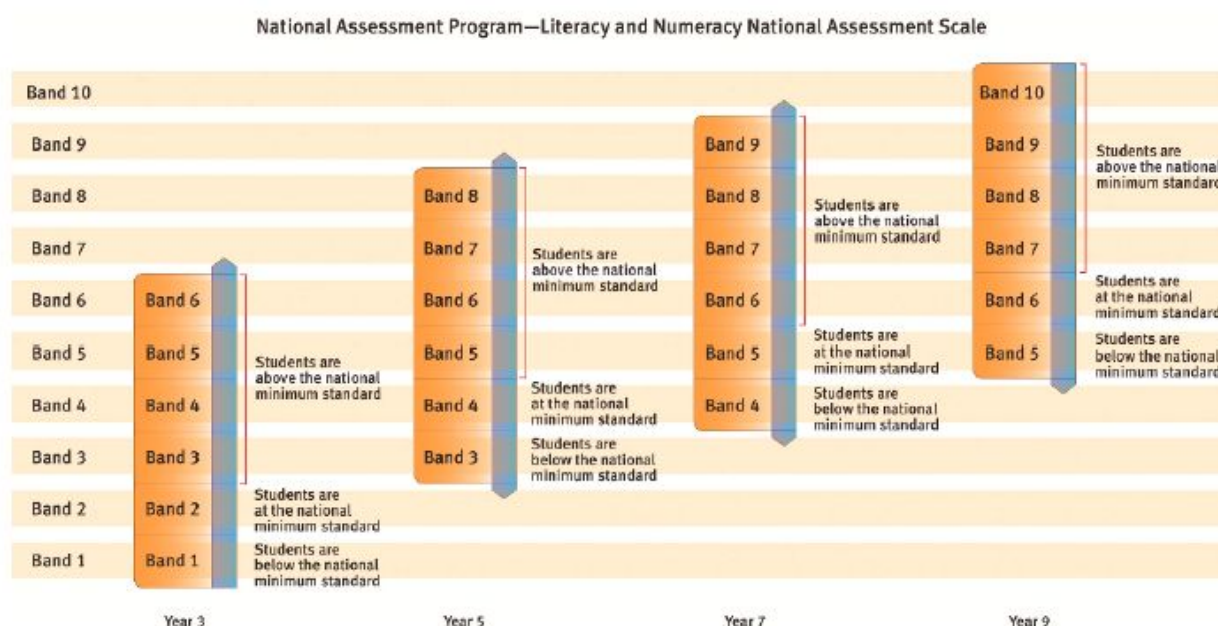 National Assessment Program—Literacy and Numeracy National Assessment Scale
Band 10
Band 9
Band 8
Band 7
Band 6
Band 5
Band 4
Band 3
Band 2
Band 1
Band 6
Band 5
Band 4
Band 3
Band 2
Band 1
Students are
above the national
minimum standard
Students are
at the national
minimum standard
Students are
below the national
minimum standard
Year 3
Band 8
Band 7
Band 6
Band 5
Band 4
Band 3
Students are
above the national
minimum standard
Students are
at the national
minimum standard
Students are
below the national
minimum standard
Year 5
Band 9
Band 8
Band 7
Band 6
Band 5
Band 4
Students are
above the national
minimum standard
Students are
at the national
minimum standard
Students are
below the national
minimum standard
Year 7
Band 10
Band 9
Band 8
Band 7
Band 6
Band 5
Students are
above the national
minimum standard
Students are
at the national
minimum standard
Students are
below the national
minimum standard
Year 9